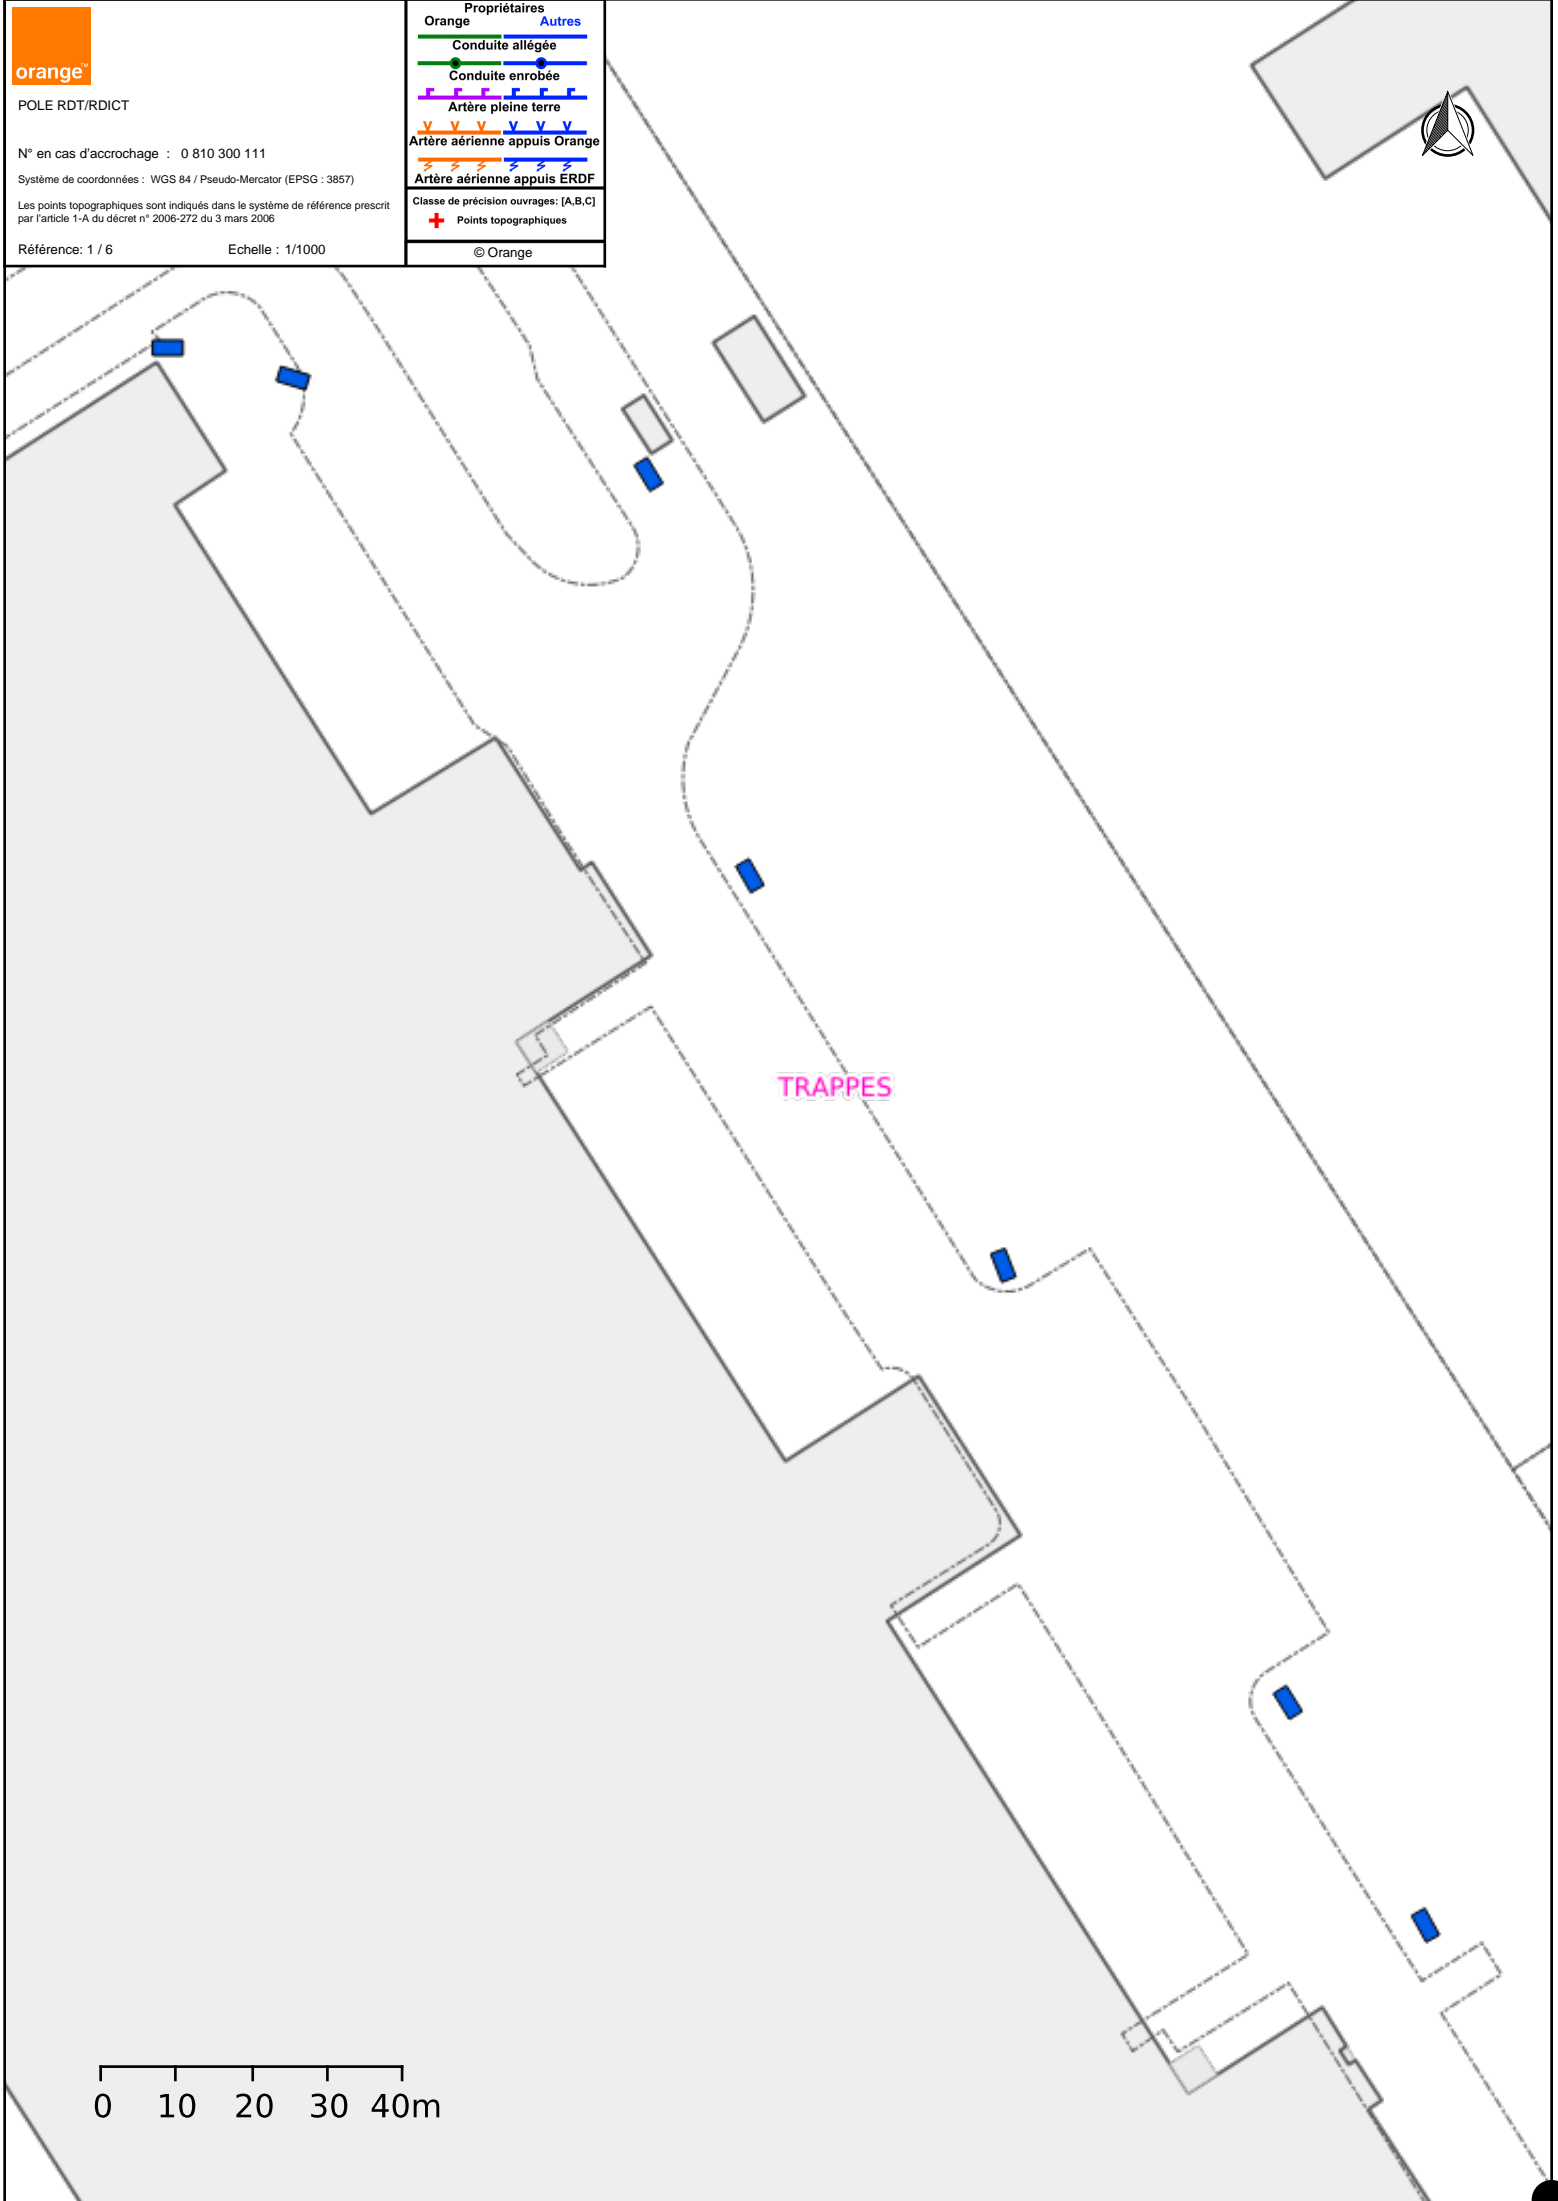 orange™
POLE RDT/RDICT
N° en cas d'accrochage : 0 810 300 111
Système de coordonnées : WGS 84 / Pseudo-Mercator (EPSG : 3857)
Les points topographiques sont indiqués dans le système de référence prescrit
par l'article 1-A du décret n° 2006-272 du 3 mars 2006
Référence: 1 / 6 Echelle : 1/1000
Propriétaires
Orange Autres
Conduite allégée
Conduite enrobée
Artère pleine terre
Artère aérienne appuis Orange
Artère aérienne appuis ERDF
Classe de précision ouvrages: [A,B,C]
Points topographiques
© Orange
TRAPPES
0 10 20 30 40m